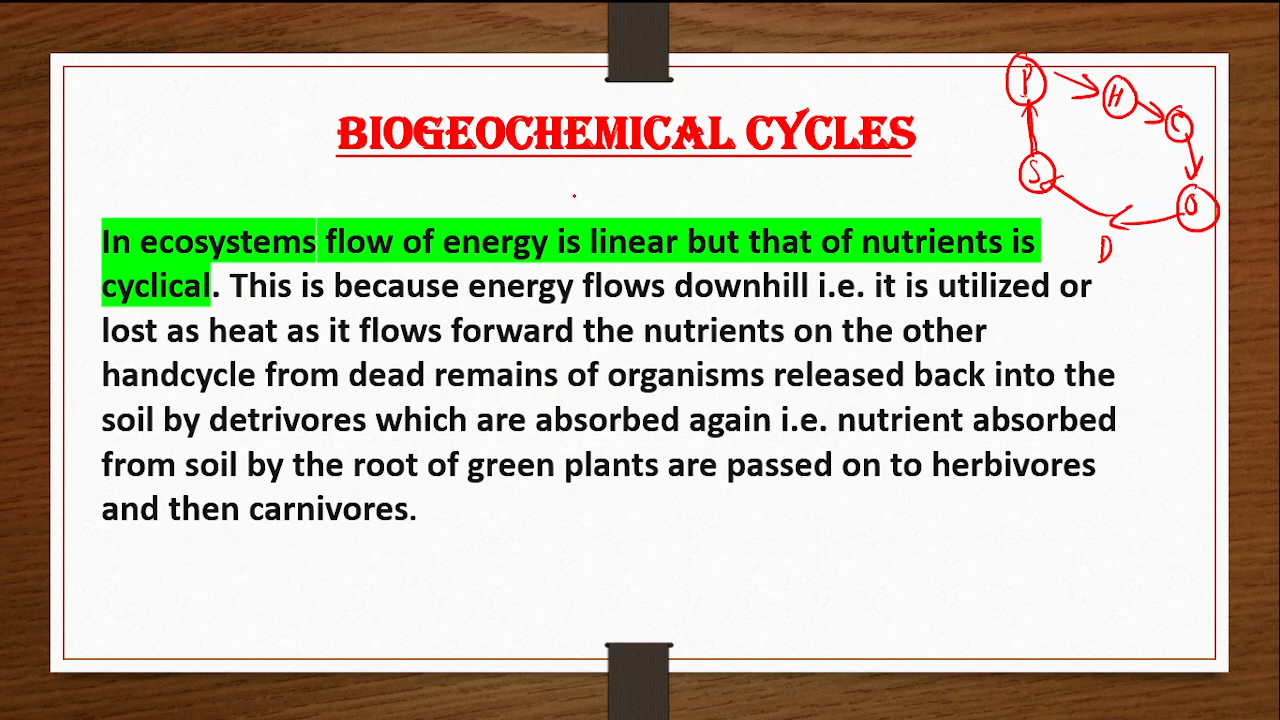 BIOGEOCHEMICAL CYCLES
P
H
C
S
O
D
In ecosystems flow of energy is linear but that of nutrients is
cyclical. This is because energy flows downhill i.e. it is utilized or
lost as heat as it flows forward the nutrients on the other
handcycle from dead remains of organisms released back into the
soil by detrivores which are absorbed again i.e. nutrient absorbed
from soil by the root of green plants are passed on to herbivores
and then carnivores.